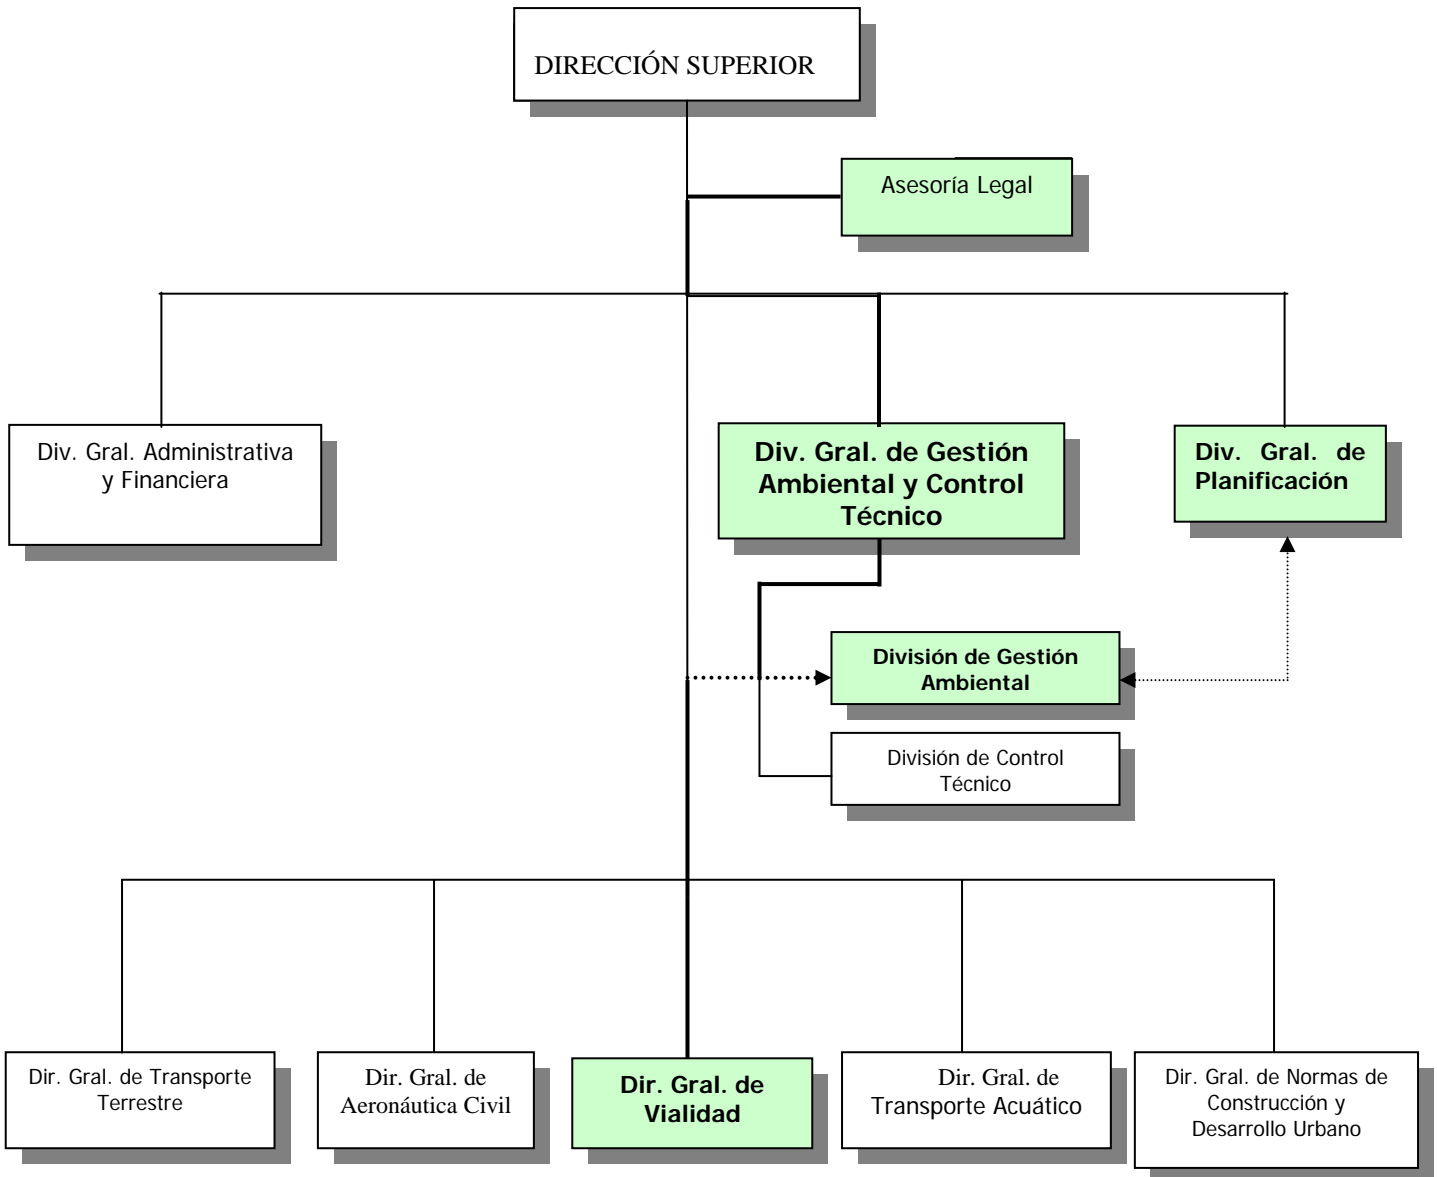 DIRECCIÓN SUPERIOR
Asesoría Legal
Div. Gral. Administrativa
y Financiera
Div. Gral. de Gestión
Ambiental y Control
Técnico
Div. Gral. de
Planificación
División de Gestión
Ambiental
División de Control
Técnico
Dir. Gral. de Transporte
Terrestre
Dir. Gral. de
Aeronáutica Civil
Dir. Gral. de
Vialidad
Dir. Gral. de
Transporte Acuático
Dir. Gral. de Normas de
Construcción y
Desarrollo Urbano